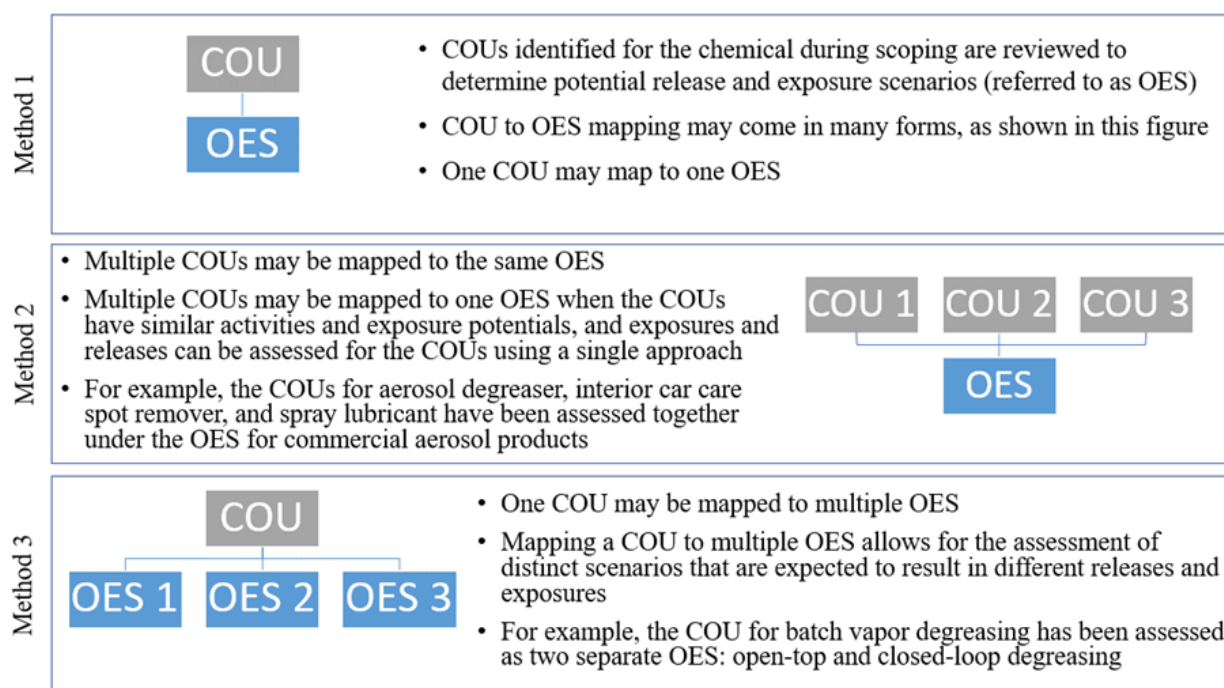 Method 1
COU
OES
• COUs identified for the chemical during scoping are reviewed to
determine potential release and exposure scenarios (referred to as OES)
• COU to OES mapping may come in many forms, as shown in this figure
• One COU may map to one OES
Method 2
• Multiple COUs may be mapped to the same OES
• Multiple COUs may be mapped to one OES when the COUs
have similar activities and exposure potentials, and exposures and
releases can be assessed for the COUs using a single approach
• For example, the COUs for aerosol degreaser, interior car care
spot remover, and spray lubricant have been assessed together
under the OES for commercial aerosol products
COU 1 COU 2 COU 3
OES
Method 3
COU
OES 1 OES 2 OES 3
• One COU may be mapped to multiple OES
• Mapping a COU to multiple OES allows for the assessment of
distinct scenarios that are expected to result in different releases and
exposures
• For example, the COU for batch vapor degreasing has been assessed
as two separate OES: open-top and closed-loop degreasing